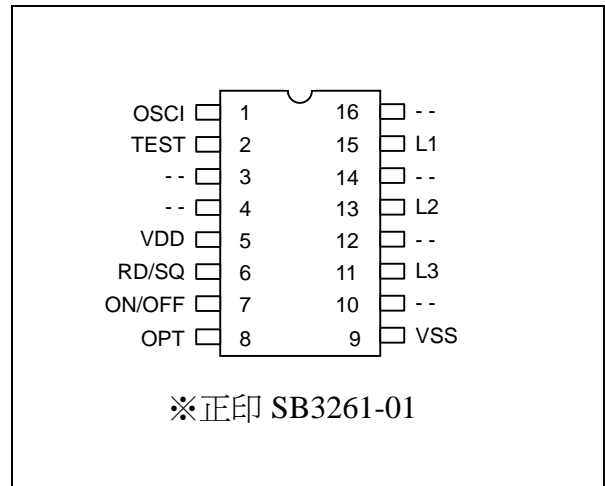 OSCI 1 16 - -
TEST 2 15 L1
- - 3 14 - -
- - 4 13 L2
VDD 5 12 - -
RD/SQ 6 11 L3
ON/OFF 7 10 - -
OPT 8 9 VSS
※正印 SB3261-01